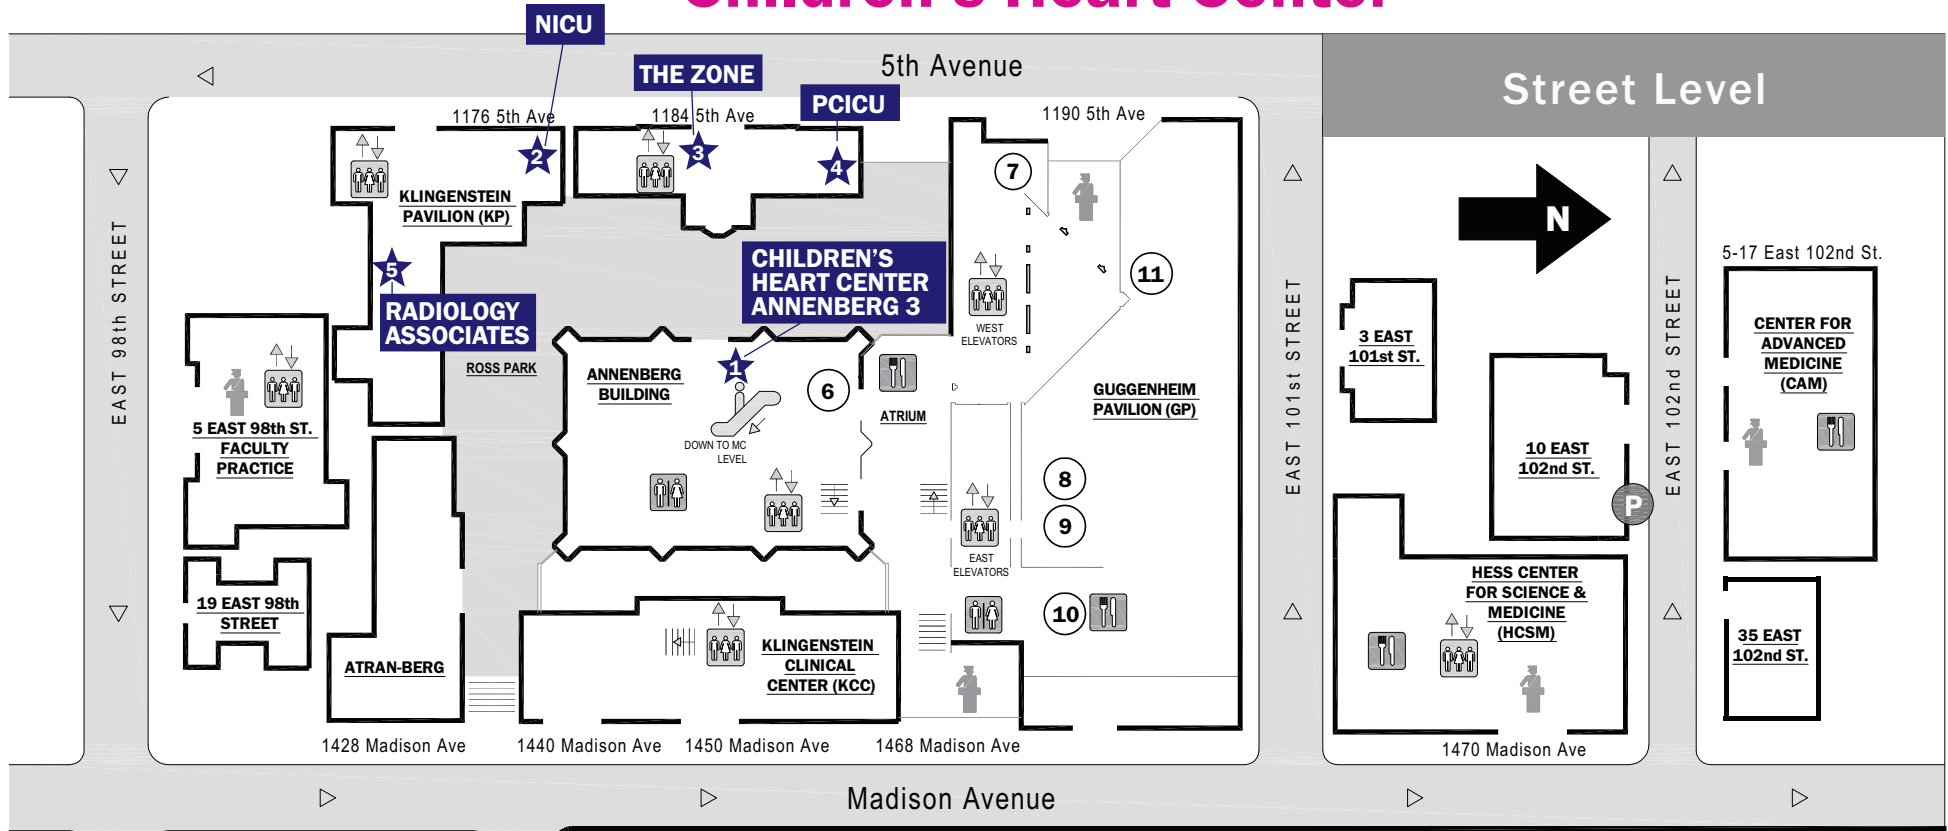 Children's Heart Center
NICU
THE ZONE
PCICU
5th Avenue
Street Level
1176 5th Ave
1184 5th Ave
1190 5th Ave
2
3
4
7
KLINGENSTEIN
PAVILION (KP)
N
EAST 98th STREET
5
RADIOLOGY
ASSOCIATES
CHILDREN'S
HEART CENTER
ANNENBERG 3
11
WEST
ELEVATORS
EAST 101st STREET
3 EAST
101st ST.
EAST 102nd STREET
5-17 East 102nd St.
CENTER FOR
ADVANCED
MEDICINE
(CAM)
ROSS PARK
ANNENBERG
BUILDING
1
6
ATRIUM
GUGGENHEIM
PAVILION (GP)
5 EAST 98th ST.
FACULTY
PRACTICE
DOWN TO MC
LEVEL
8
9
10 EAST
102nd ST.
P
EAST
ELEVATORS
19 EAST 98th
STREET
10
HESS CENTER
FOR SCIENCE &
MEDICINE
(HCSM)
ATRAN-BERG
KLINGENSTEIN
CLINICAL
CENTER (KCC)
35 EAST
102nd ST.
1428 Madison Ave
1440 Madison Ave
1450 Madison Ave
1468 Madison Ave
1470 Madison Ave
Madison Avenue